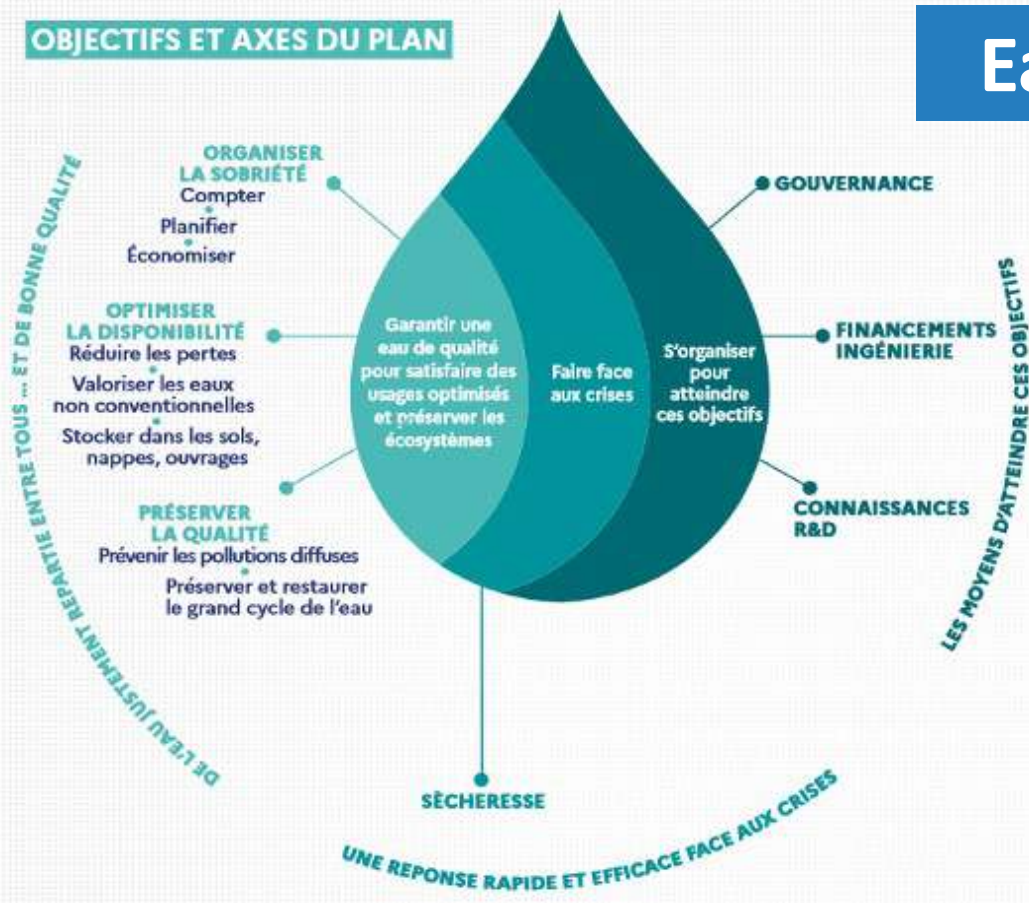 OBJECTIFS ET AXES DU PLAN
Ea
ORGANISER
LA SOBRIÉTÉ
Compter
Planifier
Économiser
OPTIMISER
LA DISPONIBILITÉ
Réduire les pertes
Valoriser les eaux
non conventionnelles
Stocker dans les sols,
nappes, ouvrages
PRÉSERVER
LA QUALITÉ
Prévenir les pollutions diffuses
Préserver et restaurer
le grand cycle de l'eau
DE L'EAU JUSTEMENT REPARTIE ENTRE TOUS ... ET DE BONNE QUALITÉ
Garantir une
eau de qualité
pour satisfaire des
usages optimisés
et préserver les
écosystèmes
Faire face
aux crises
S'organiser
pour
atteindre
ces objectifs
GOUVERNANCE
FINANCEMENTS
INGÉNIERIE
CONNAISSANCES
R&D
LES MOYENS D'ATTEINDRE CES OBJECTIFS
SÈCHERESSE
UNE REPONSE RAPIDE ET EFFICACE FACE AUX CRISES